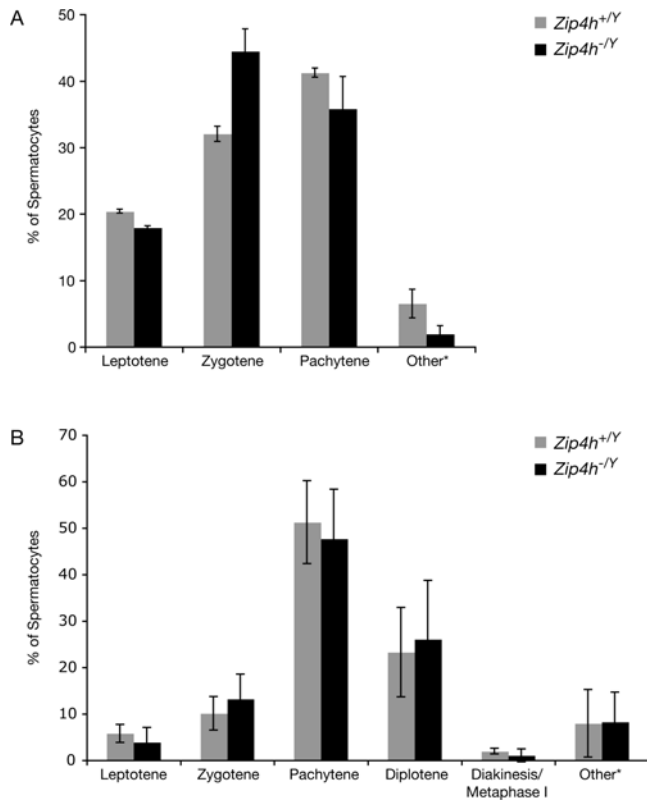 A
50
40
30
20
10
0
% of Spermatocytes
Zip4h+/Y
Zip4h-/Y
Leptotene Zygotene Pachytene Other*
B
70
60
50
40
30
20
10
0
% of Spermatocytes
Zip4h+/Y
Zip4h-/Y
Leptotene Zygotene Pachytene Diplotene Diakinesis/ Other*
Metaphase I